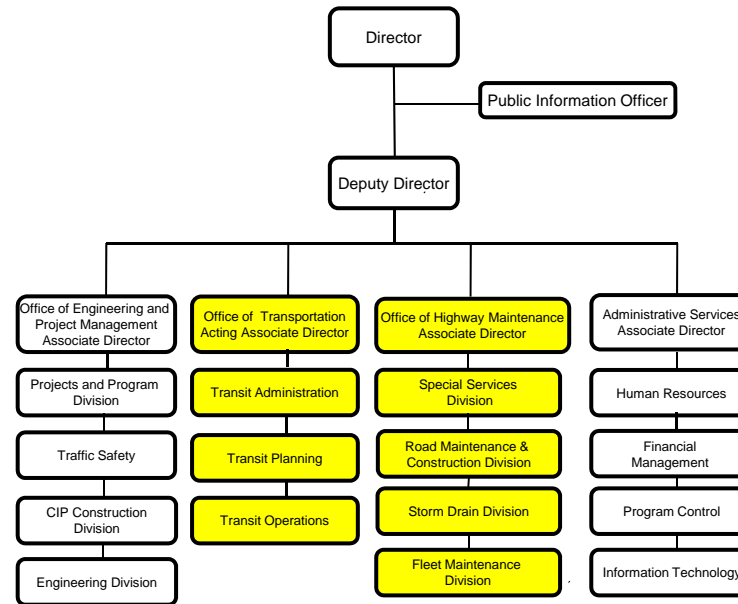 Director
Public Information Officer
Deputy Director
Office of Engineering and
Project Management
Associate Director
Projects and Program
Division
Traffic Safety
CIP Construction
Division
Engineering Division
Office of Transportation
Acting Associate Director
Transit Administration
Transit Planning
Transit Operations
Office of Highway Maintenance
Associate Director
Special Services
Division
Road Maintenance &
Construction Division
Storm Drain Division
Fleet Maintenance
Division
Administrative Services
Associate Director
Human Resources
Financial
Management
Program Control
Information Technology